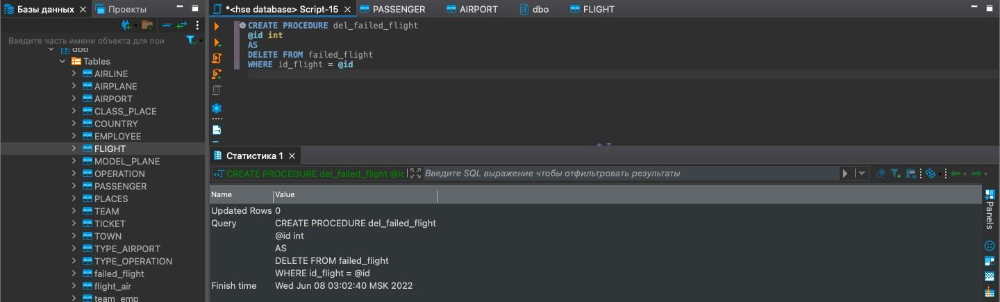 Базы данных Проекты
Введите часть имени объекта для пои
dbo
Tables
AIRLINE
AIRPLANE
AIRPORT
CLASS_PLACE
COUNTRY
EMPLOYEE
FLIGHT
MODEL_PLANE
OPERATION
PASSENGER
PLACES
TEAM
TICKET
TOWN
TYPE_AIRPORT
TYPE_OPERATION
failed_flight
flight_air
team_emp
*<hse database> Script-15 PASSENGER AIRPORT dbo FLIGHT
CREATE PROCEDURE del_failed_flight
@id int
AS
DELETE FROM failed_flight
WHERE id_flight = @id
Статистика 1
CREATE PROCEDURE del_failed_flight @ic Введите SQL выражение чтобы отфильтровать результаты
Name Value
Updated Rows 0
Query CREATE PROCEDURE del_failed_flight
@id int
AS
DELETE FROM failed_flight
WHERE id_flight = @id
Finish time Wed Jun 08 03:02:40 MSK 2022
Panels